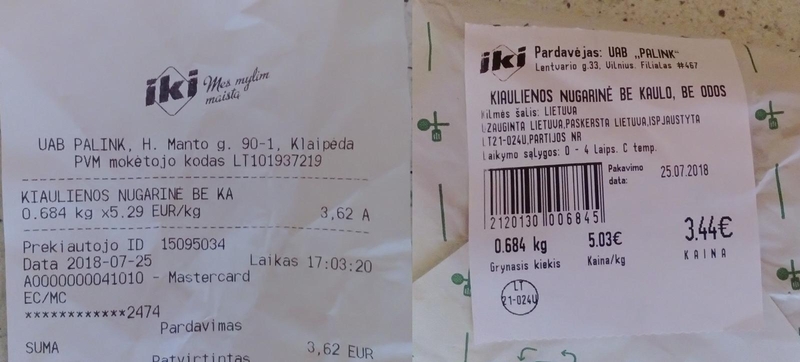 iki Mes mylim
maistą
UAB PALINK, H. Manto g. 90-1, Klaipėda
PVM mokėtojo kodas LT101937219
KIAULIENOS NUGARINĖ BE KA
0.684 kg x5.29 EUR/kg 3,62 A
Prekiautojo ID 15095034
Data 2018-07-25 Laikas 17:03:20
A0000000041010 - Mastercard
EC/MC
************2474
Pardavimas
SUMA 3,62 EUR
Patvirtintas
iki Pardavėjas: UAB „PALINK“
Lentvario g.33, Vilnius. Filialas #467
KIAULIENOS NUGARINĖ BE KAULO, BE ODOS
Kilmės šalis: LIETUVA
UŽAUGINTA LIETUVA,PASKERSTA LIETUVA,IŠPJAUSTYTA
LT21-024U,PARTIJOS NR
Laikymo sąlygos: 0 - 4 Laips. C temp.
Pakavimo
data: 25.07.2018
2120130 006845
0.684 kg 5.03€ 3.44€
Grynasis kiekis Kaina/kg KAINA
LT
21-024U